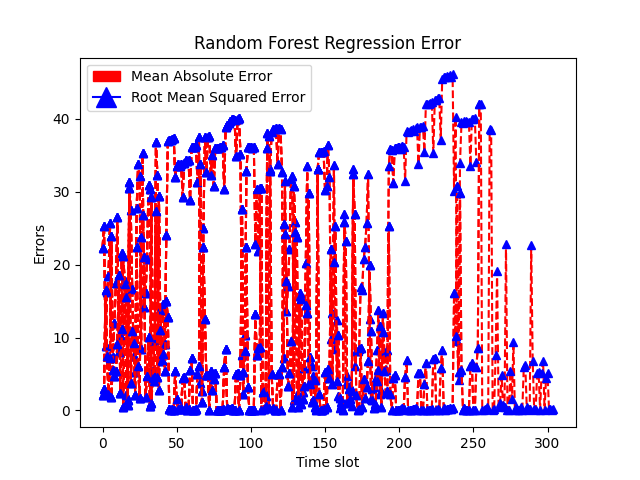 Random Forest Regression Error
Mean Absolute Error
Root Mean Squared Error
Errors
40
30
20
10
0
0 50 100 150 200 250 300
Time slot